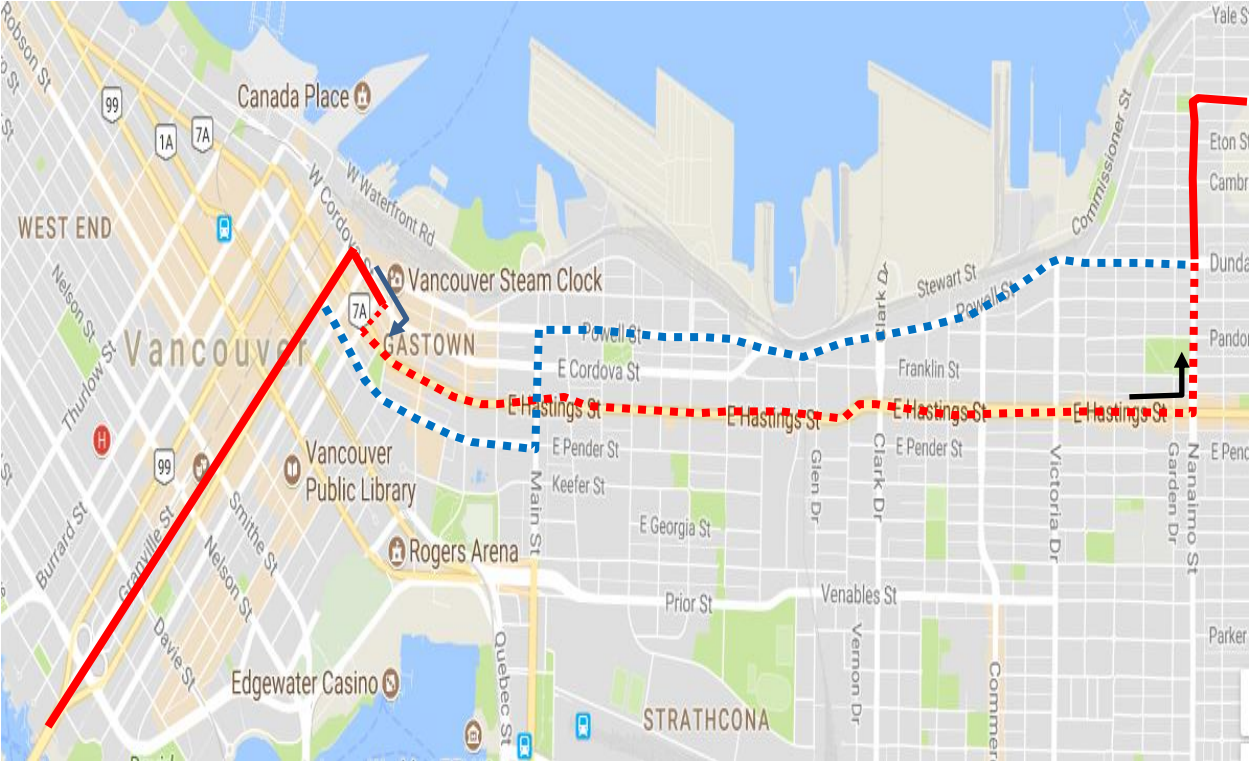 Robson St
Yale S
99
Canada Place
1A
7A
Commissioner St
Eton St
W Cordova St
W Waterfront Rd
Cambr
WEST END
Dunda
Nelson St
Vancouver Steam Clock
Clark Dr
Stewart St
Powell St
7A
Vancouver
GASTOWN
Powell St
Pandor
Thurlow St
E Cordova St
Franklin St
E Hastings St
E Hastings St
E Hastings St
E Hastings St
H
99
Vancouver
Public Library
E Pender St
E Pender St
E Pend
Keefer St
Main St
Glen Dr
Clark Dr
Victoria Dr
Garden Dr
Nanaimo St
Burrard St
Granville St
Smithe St
Nelson St
E Georgia St
Rogers Arena
Prior St
Venables St
Davie St
Quebec St
Vernon Dr
Commer
Parker
Edgewater Casino
STRATHCONA